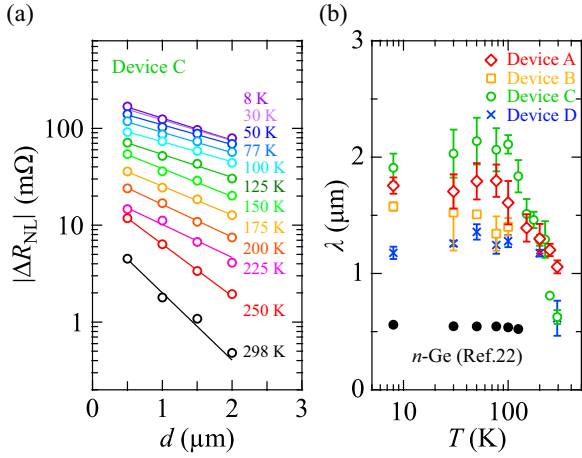 (a)
Device C
8 K
30 K
50 K
77 K
100 K
125 K
150 K
175 K
200 K
225 K
250 K
298 K
100
10
1
|ΔR_NL| (mΩ)
0 1 2
d (μm)
(b)
Device A
Device B
Device C
Device D
n-Ge (Ref.22)
3
2
1
0
λ (μm)
10 100
T (K)